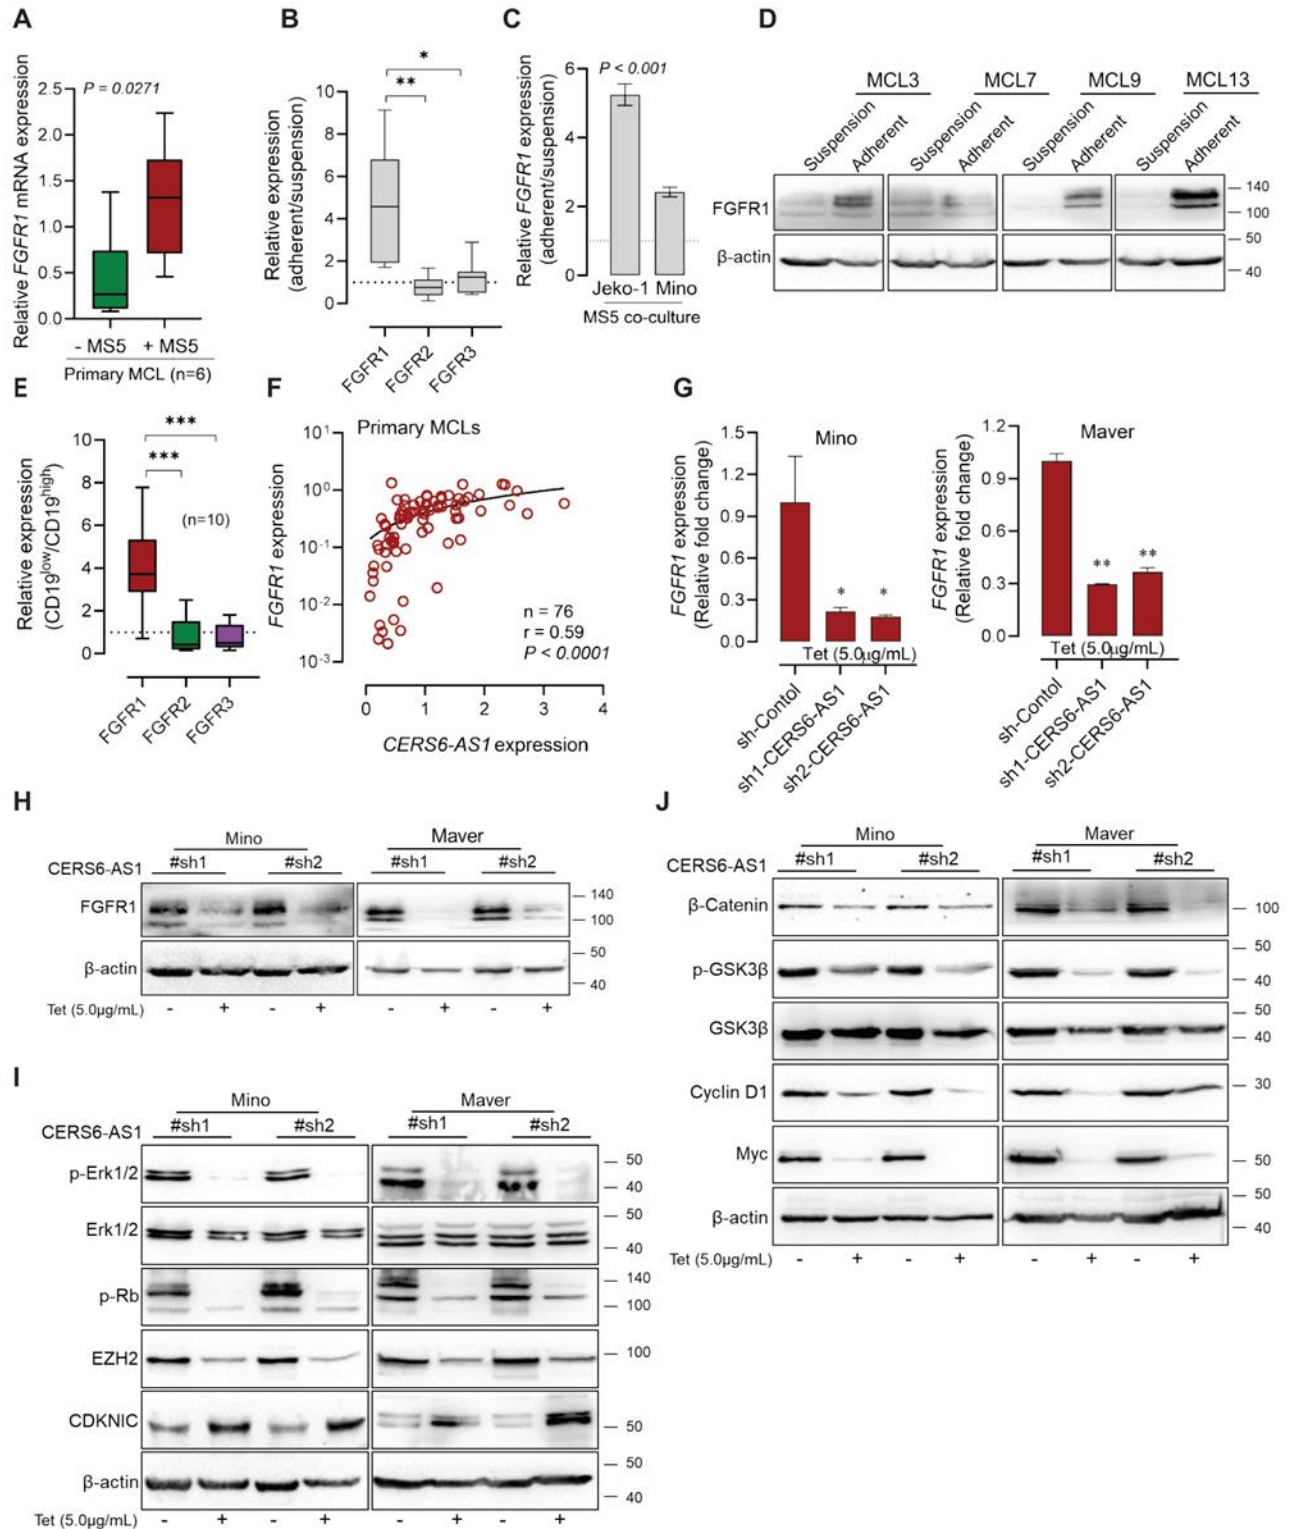 A
Relative FGFR1 mRNA expression
P = 0.0271
2.5
2.0
1.5
1.0
0.5
0.0
- MS5 + MS5
Primary MCL (n=6)
B
Relative expression
(adherent/suspension)
*
**
10
8
6
4
2
0
FGFR1
FGFR2
FGFR3
C
Relative FGFR1 expression
(adherent/suspension)
P < 0.001
6
4
2
0
Jeko-1 Mino
MS5 co-culture
D
MCL3 MCL7 MCL9 MCL13
Suspension Adherent Suspension Adherent Suspension Adherent Suspension Adherent
FGFR1
140
100
β-actin
50
40
E
Relative expression
(CD19low/CD19high)
***
***
10
8
6
4
2
0
(n=10)
FGFR1
FGFR2
FGFR3
F
FGFR1 expression
Primary MCLs
10¹
10⁰
10⁻¹
10⁻²
10⁻³
n = 76
r = 0.59
P < 0.0001
0 1 2 3 4
CERS6-AS1 expression
G
FGFR1 expression
(Relative fold change)
Mino
1.5
1.2
0.9
0.6
0.3
0.0
* *
Tet (5.0µg/mL)
sh-Contol
sh1-CERS6-AS1
sh2-CERS6-AS1
FGFR1 expression
(Relative fold change)
Maver
1.2
0.9
0.6
0.3
0.0
** **
Tet (5.0µg/mL)
sh-Contol
sh1-CERS6-AS1
sh2-CERS6-AS1
H
Mino Maver
CERS6-AS1 #sh1 #sh2 #sh1 #sh2
FGFR1
140
100
β-actin
50
40
Tet (5.0µg/mL) - + - + - + - +
I
Mino Maver
CERS6-AS1 #sh1 #sh2 #sh1 #sh2
p-Erk1/2
50
40
Erk1/2
50
40
p-Rb
140
100
EZH2
100
CDKNIC
50
β-actin
50
40
Tet (5.0µg/mL) - + - + - + - +
J
Mino Maver
CERS6-AS1 #sh1 #sh2 #sh1 #sh2
β-Catenin
100
p-GSK3β
50
40
GSK3β
50
40
Cyclin D1
30
Myc
50
β-actin
50
40
Tet (5.0µg/mL) - + - + - + - +